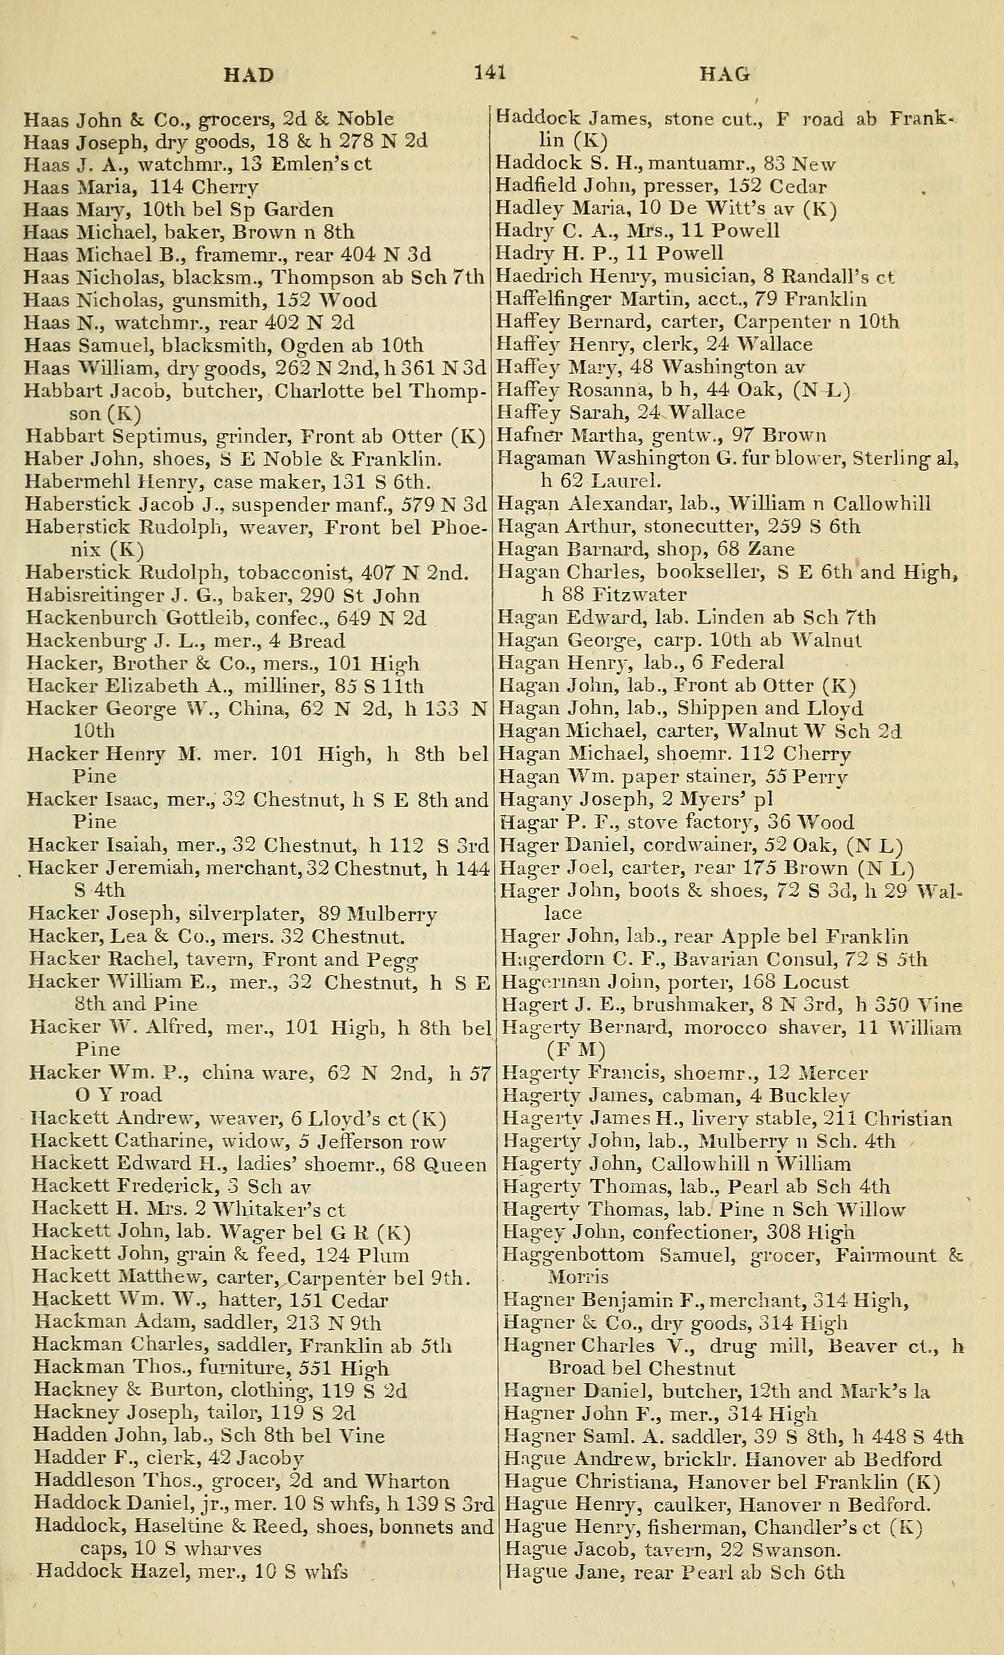 HAD 141 HAG
Haas John & Co., grocers, 2d & Noble
Haas Joseph, dry goods, 18 & h 278 N 2d
Haas J. A., watchmr., 13 Emlen's ct
Haas Maria, 114 Cherry
Haas Mary, 10th bel Sp Garden
Haas Michael, baker, Brown n 8th
Haas Michael B., framemr., rear 404 N 3d
Haas Nicholas, blacksm., Thompson ab Sch 7th
Haas Nicholas, gunsmith, 152 Wood
Haas N., watchmr., rear 402 N 2d
Haas Samuel, blacksmith, Ogden ab 10th
Haas William, dry goods, 262 N 2nd, h 361 N 3d
Habbart Jacob, butcher, Charlotte bel Thomp-
son (K)
Habbart Septimus, grinder, Front ab Otter (K)
Haber John, shoes, S E Noble & Franklin.
Habermehl Henry, case maker, 131 S 6th.
Haberstick Jacob J., suspender manf., 579 N 3d
Haberstick Rudolph, weaver, Front bel Phoe-
nix (K)
Haberstick Rudolph, tobacconist, 407 N 2nd.
Habisreitinger J. G., baker, 290 St John
Hackenburch Gottleib, confec., 649 N 2d
Hackenburg J. L., mer., 4 Bread
Hacker, Brother & Co., mers., 101 High
Hacker Elizabeth A., milliner, 85 S 11th
Hacker George W., China, 62 N 2d, h 133 N
10th
Hacker Henry M. mer. 101 High, h 8th bel
Pine
Hacker Isaac, mer., 32 Chestnut, h S E 8th and
Pine
Hacker Isaiah, mer., 32 Chestnut, h 112 S 3rd
Hacker Jeremiah, merchant, 32 Chestnut, h 144
S 4th
Hacker Joseph, silverplater, 89 Mulberry
Hacker, Lea & Co., mers. 32 Chestnut.
Hacker Rachel, tavern, Front and Pegg
Hacker William E., mer., 32 Chestnut, h S E
8th and Pine
Hacker W. Alfred, mer., 101 High, h 8th bel
Pine
Hacker Wm. P., china ware, 62 N 2nd, h 57
O Y road
Hackett Andrew, weaver, 6 Lloyd's ct (K)
Hackett Catharine, widow, 5 Jefferson row
Hackett Edward H., ladies' shoemr., 68 Queen
Hackett Frederick, 3 Sch av
Hackett H. Mrs. 2 Whitaker's ct
Hackett John, lab. Wager bel G R (K)
Hackett John, grain & feed, 124 Plum
Hackett Matthew, carter, Carpenter bel 9th.
Hackett Wm. W., hatter, 151 Cedar
Hackman Adam, saddler, 213 N 9th
Hackman Charles, saddler, Franklin ab 5th
Hackman Thos., furniture, 551 High
Hackney & Burton, clothing, 119 S 2d
Hackney Joseph, tailor, 119 S 2d
Hadden John, lab., Sch 8th bel Vine
Hadder F., clerk, 42 Jacoby
Haddleson Thos., grocer, 2d and Wharton
Haddock Daniel, jr., mer. 10 S whfs, h 139 S 3rd
Haddock, Haseltine & Reed, shoes, bonnets and
caps, 10 S wharves
Haddock Hazel, mer., 10 S whfs
Haddock James, stone cut., F road ab Frank-
lin (K)
Haddock S. H., mantuamr., 83 New
Hadfield John, presser, 152 Cedar
Hadley Maria, 10 De Witt's av (K)
Hadry C. A., Mrs., 11 Powell
Hadry H. P., 11 Powell
Haedrich Henry, musician, 8 Randall's ct
Haffelfinger Martin, acct., 79 Franklin
Haffey Bernard, carter, Carpenter n 10th
Haffey Henry, clerk, 24 Wallace
Haffey Mary, 48 Washington av
Haffey Rosanna, b h, 44 Oak, (N L)
Haffey Sarah, 24 Wallace
Hafner Martha, gentw., 97 Brown
Hagaman Washington G. fur blower, Sterling al,
h 62 Laurel.
Hagan Alexandar, lab., William n Callowhill
Hagan Arthur, stonecutter, 259 S 6th
Hagan Barnard, shop, 68 Zane
Hagan Charles, bookseller, S E 6th and High,
h 88 Fitzwater
Hagan Edward, lab. Linden ab Sch 7th
Hagan George, carp. 10th ab Walnut
Hagan Henry, lab., 6 Federal
Hagan John, lab., Front ab Otter (K)
Hagan John, lab., Shippen and Lloyd
Hagan Michael, carter, Walnut W Sch 2d
Hagan Michael, shoemr. 112 Cherry
Hagan Wm. paper stainer, 55 Perry
Hagany Joseph, 2 Myers' pl
Hagar P. F., stove factory, 36 Wood
Hager Daniel, cordwainer, 52 Oak, (N L)
Hager Joel, carter, rear 175 Brown (N L)
Hager John, boots & shoes, 72 S 3d, h 29 Wal-
lace
Hager John, lab., rear Apple bel Franklin
Hagerdorn C. F., Bavarian Consul, 72 S 5th
Hagerman John, porter, 168 Locust
Hagert J. E., brushmaker, 8 N 3rd, h 350 Vine
Hagerty Bernard, morocco shaver, 11 William
(F M)
Hagerty Francis, shoemr., 12 Mercer
Hagerty James, cabman, 4 Buckley
Hagerty James H., livery stable, 211 Christian
Hagerty John, lab., Mulberry n Sch. 4th
Hagerty John, Callowhill n William
Hagerty Thomas, lab., Pearl ab Sch 4th
Hagerty Thomas, lab. Pine n Sch Willow
Hagey John, confectioner, 308 High
Haggenbottom Samuel, grocer, Fairmount &
Morris
Hagner Benjamin F., merchant, 314 High,
Hagner & Co., dry goods, 314 High
Hagner Charles V., drug mill, Beaver ct., h
Broad bel Chestnut
Hagner Daniel, butcher, 12th and Mark's la
Hagner John F., mer., 314 High
Hagner Saml. A. saddler, 39 S 8th, h 448 S 4th
Hague Andrew, bricklr. Hanover ab Bedford
Hague Christiana, Hanover bel Franklin (K)
Hague Henry, caulker, Hanover n Bedford.
Hague Henry, fisherman, Chandler's ct (K)
Hague Jacob, tavern, 22 Swanson.
Hague Jane, rear Pearl ab Sch 6th